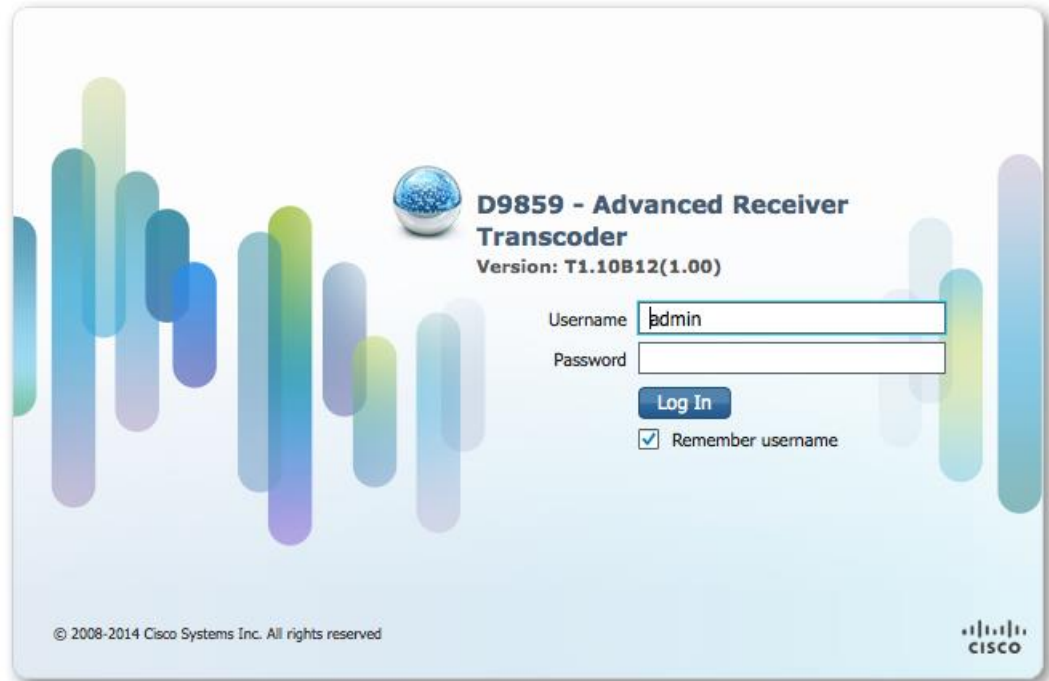 D9859 - Advanced Receiver
Transcoder
Version: T1.10B12(1.00)
Username admin
Password
Log In
Remember username
© 2008-2014 Cisco Systems Inc. All rights reserved
CISCO